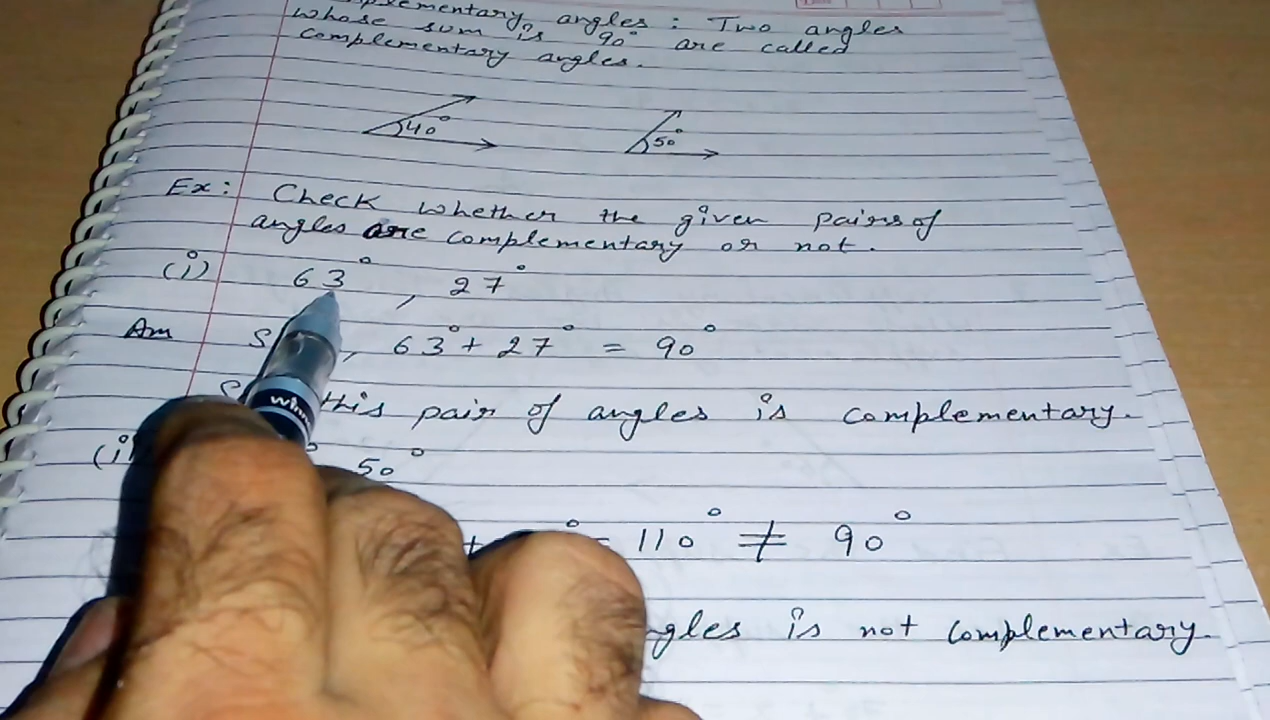 angles : Two angles
whose sum is 90° are called
complementary angles.
40° 50°
Ex: Check whether the given pairs of
angles are complementary or not.
(i) 63° , 27°
Ans , 63° + 27° = 90°
this pair of angles is complementary.
50°
= 110° ≠ 90°
is not complementary.